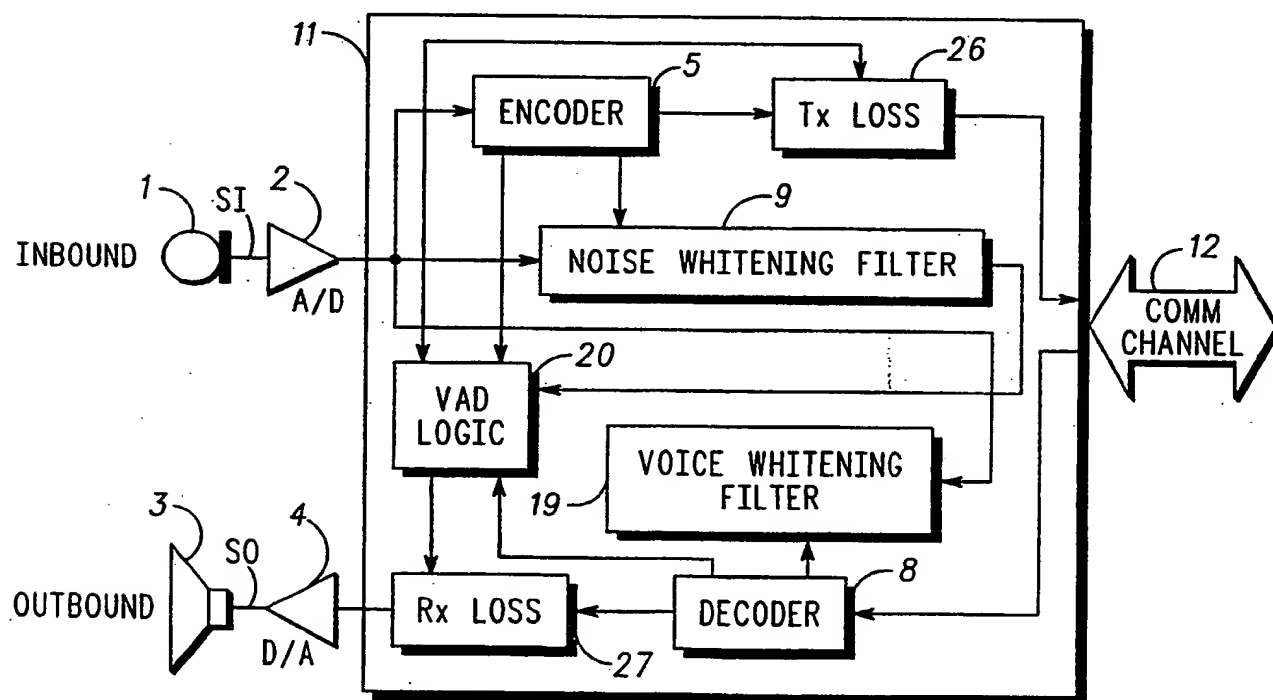 11
5
26
ENCODER
Tx LOSS
1
SI
2
9
INBOUND
A/D
NOISE WHITENING FILTER
12
COMM
CHANNEL
20
VAD
LOGIC
VOICE WHITENING
FILTER
19
3
SO
4
8
OUTBOUND
D/A
Rx LOSS
DECODER
27